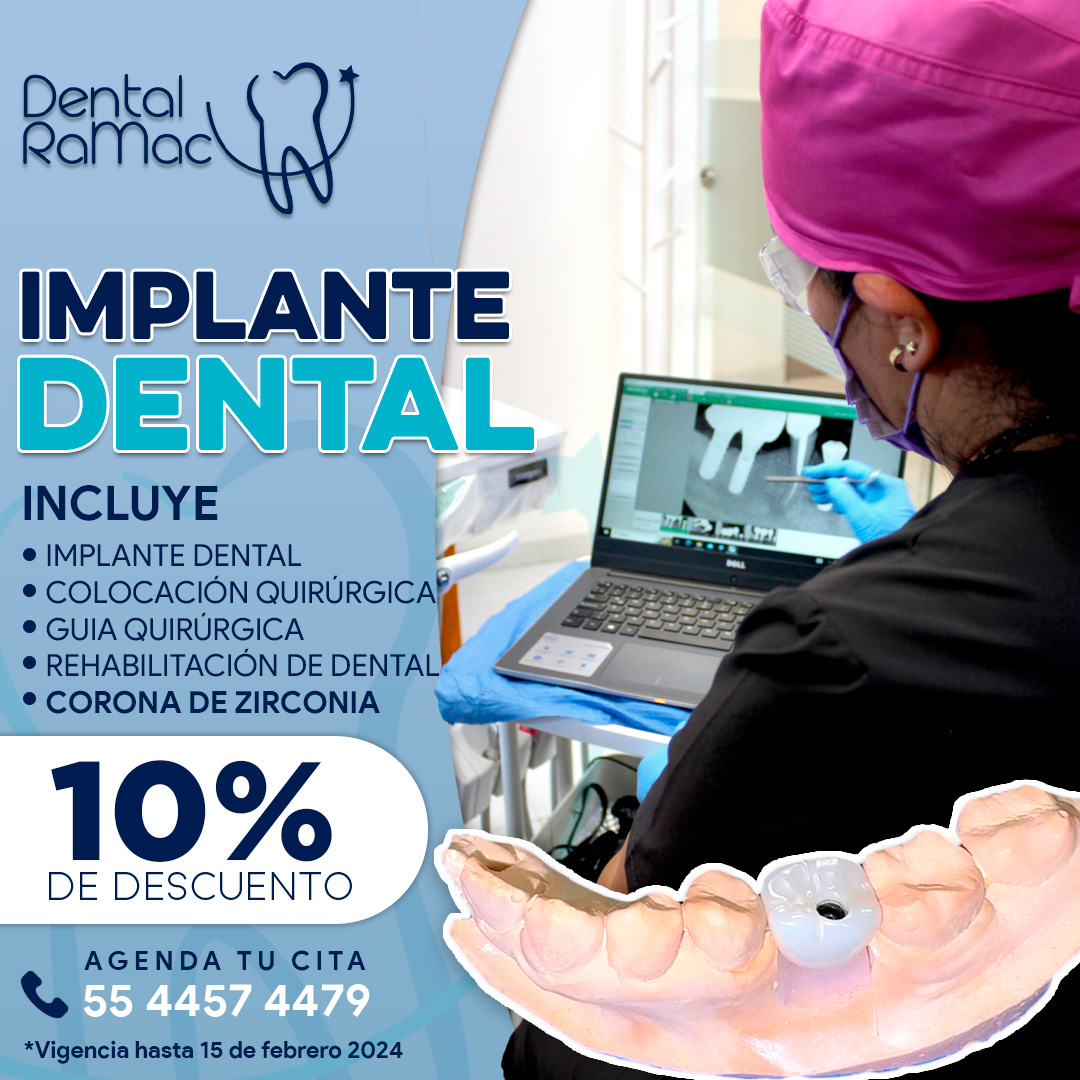 Dental
RaMac
IMPLANTE
DENTAL
INCLUYE
• IMPLANTE DENTAL
• COLOCACIÓN QUIRÚRGICA
• GUIA QUIRÚRGICA
• REHABILITACIÓN DE DENTAL
• CORONA DE ZIRCONIA
10%
DE DESCUENTO
AGENDA TU CITA
55 4457 4479
*Vigencia hasta 15 de febrero 2024
DELL